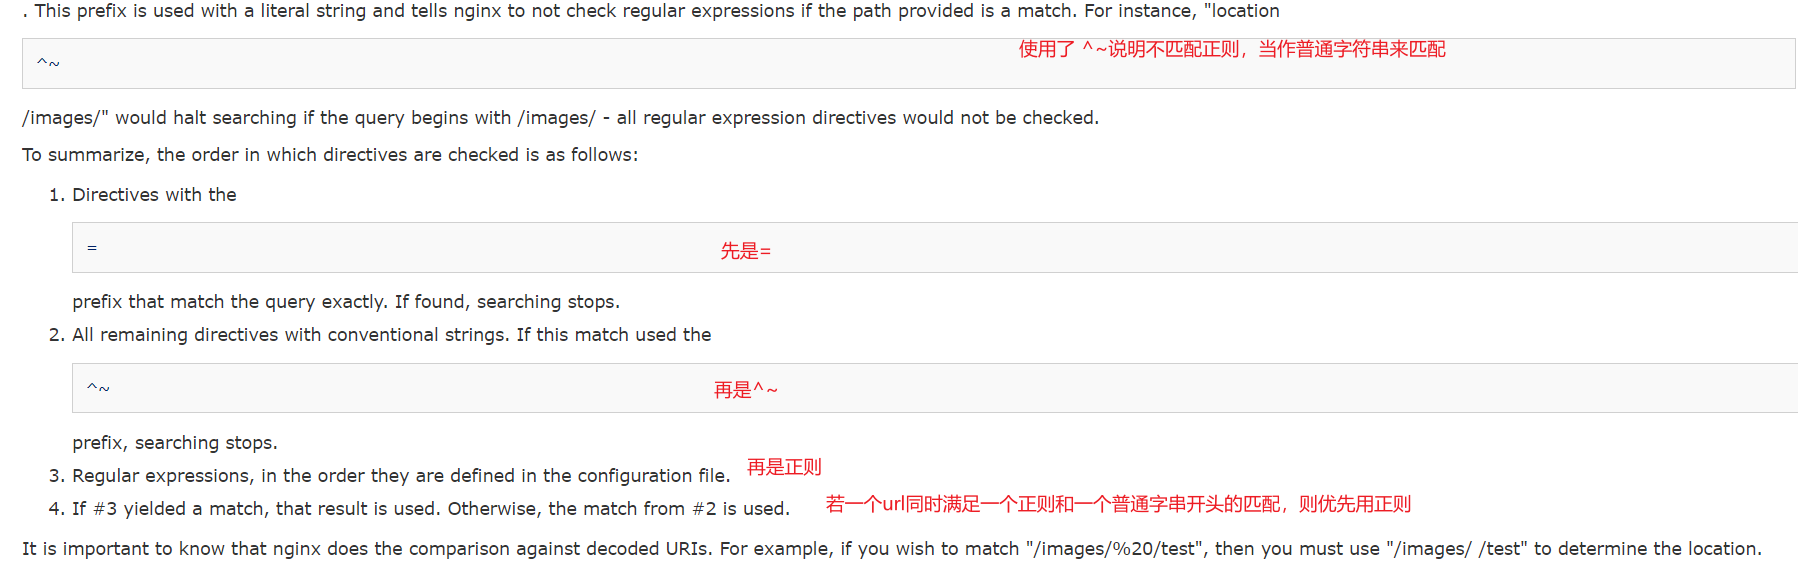 . This prefix is used with a literal string and tells nginx to not check regular expressions if the path provided is a match. For instance, "location
使用了 ^~说明不匹配正则，当作普通字符串来匹配
^~
/images/" would halt searching if the query begins with /images/ - all regular expression directives would not be checked.
To summarize, the order in which directives are checked is as follows:
1. Directives with the
= 先是=
prefix that match the query exactly. If found, searching stops.
2. All remaining directives with conventional strings. If this match used the
^~ 再是^~
prefix, searching stops.
3. Regular expressions, in the order they are defined in the configuration file. 再是正则
4. If #3 yielded a match, that result is used. Otherwise, the match from #2 is used. 若一个url同时满足一个正则和一个普通字串开头的匹配，则优先用正则
It is important to know that nginx does the comparison against decoded URIs. For example, if you wish to match "/images/%20/test", then you must use "/images/ /test" to determine the location.